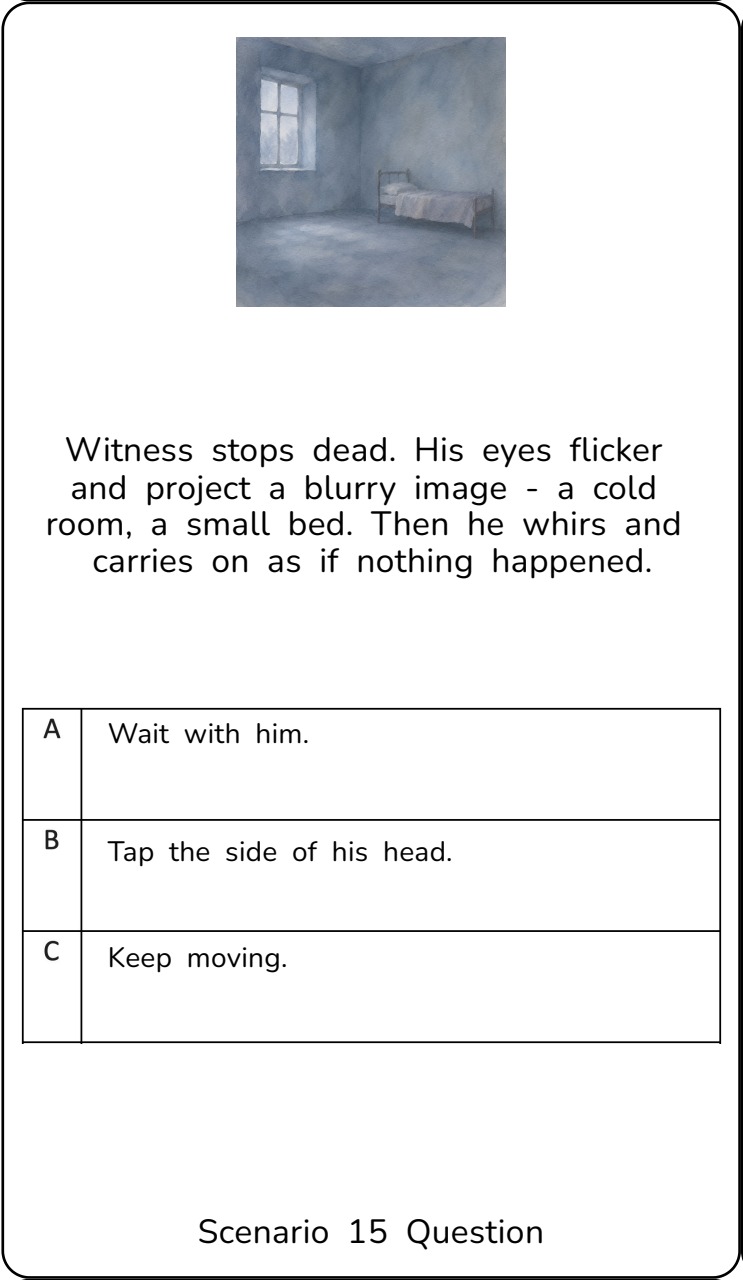 Witness stops dead. His eyes flicker
and project a blurry image - a cold
room, a small bed. Then he whirs and
carries on as if nothing happened.
A Wait with him.
B Tap the side of his head.
C Keep moving.
Scenario 15 Question